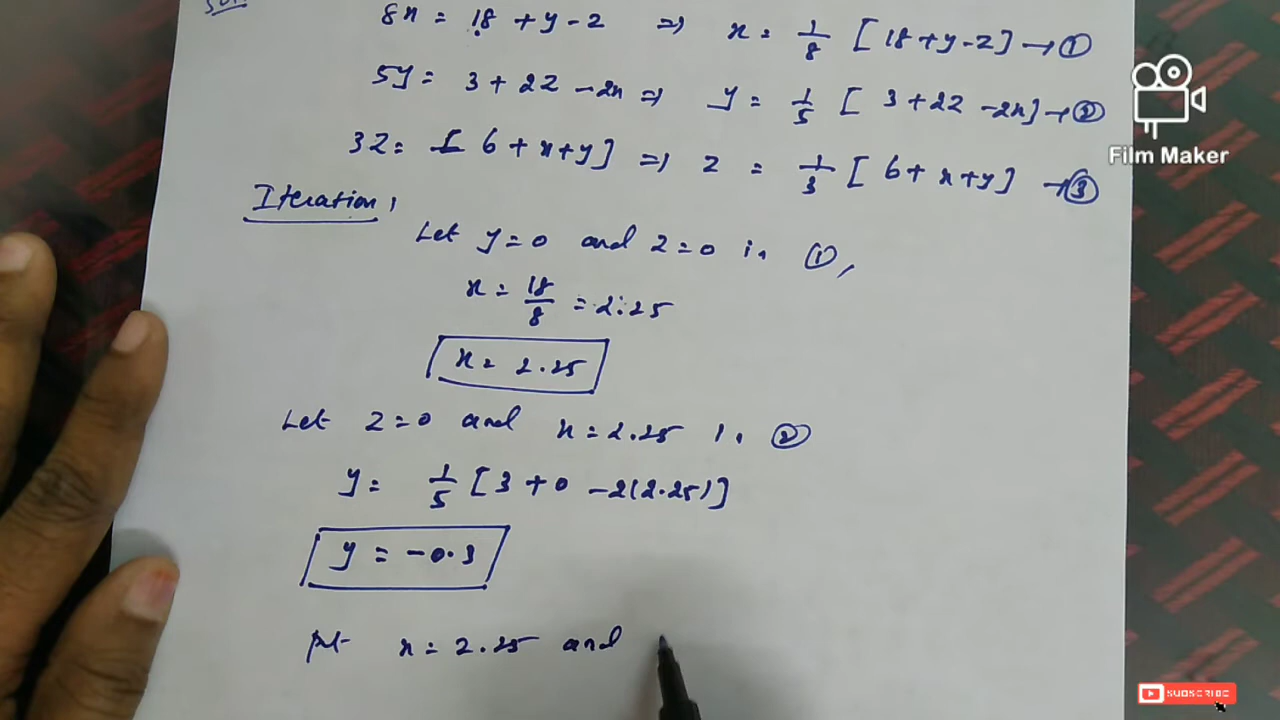 Soln
8x = 18 + y - z ⇒ x = 1/8 [ 18 + y - z ] → ①
5y = 3 + 2z - 2x ⇒ y = 1/5 [ 3 + 2z - 2x ] → ②
3z = [ 6 + x + y ] ⇒ z = 1/3 [ 6 + x + y ] → ③
Iteration 1
Let y = 0 and z = 0 in ①,
x = 18/8 = 2.25
x = 2.25
Let z = 0 and x = 2.25 in ②
y = 1/5 [ 3 + 0 - 2(2.25) ]
y = -0.3
put x = 2.25 and
Film Maker
SUBSCRIBE